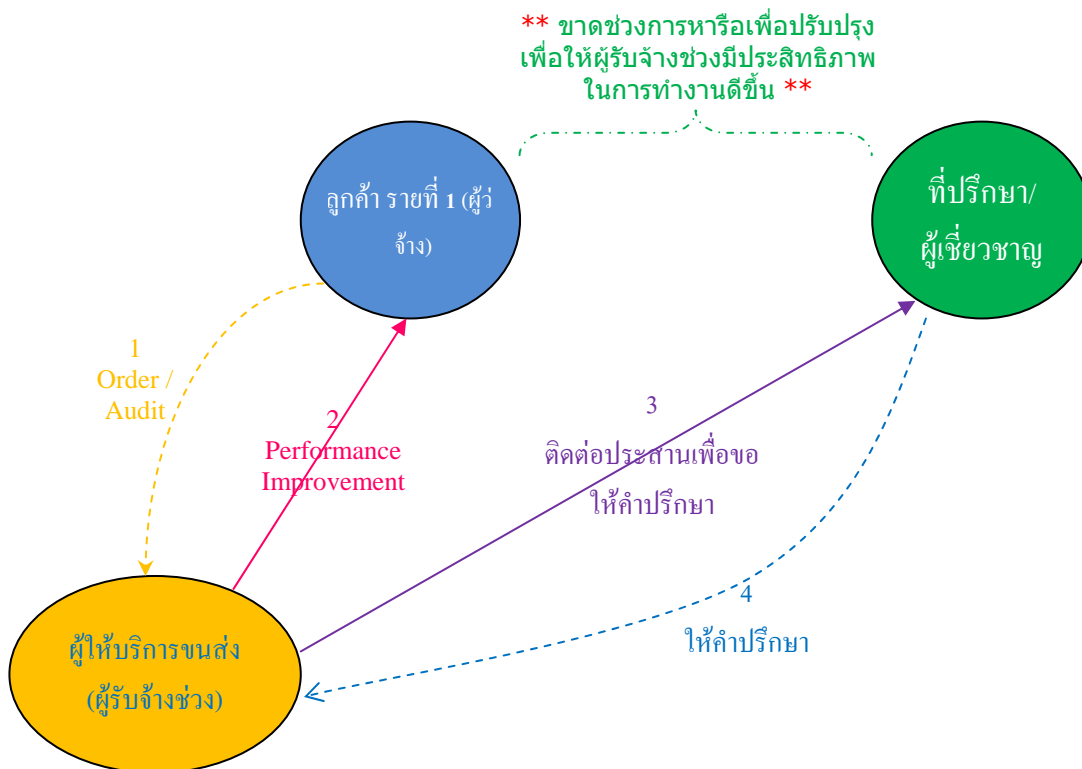 ** ขาดช่วงการหารือเพื่อปรับปรุง
เพื่อให้ผู้รับจ้างช่วงมีประสิทธิภาพ
ในการทำงานดีขึ้น **
ลูกค้า รายที่ 1 (ผู้ว่
จ้าง)
ที่ปรึกษา/
ผู้เชี่ยวชาญ
1
Order /
Audit
2
Performance
Improvement
3
ติดต่อประสานเพื่อขอ
ให้คำปรึกษา
4
ให้คำปรึกษา
ผู้ให้บริการขนส่ง
(ผู้รับจ้างช่วง)